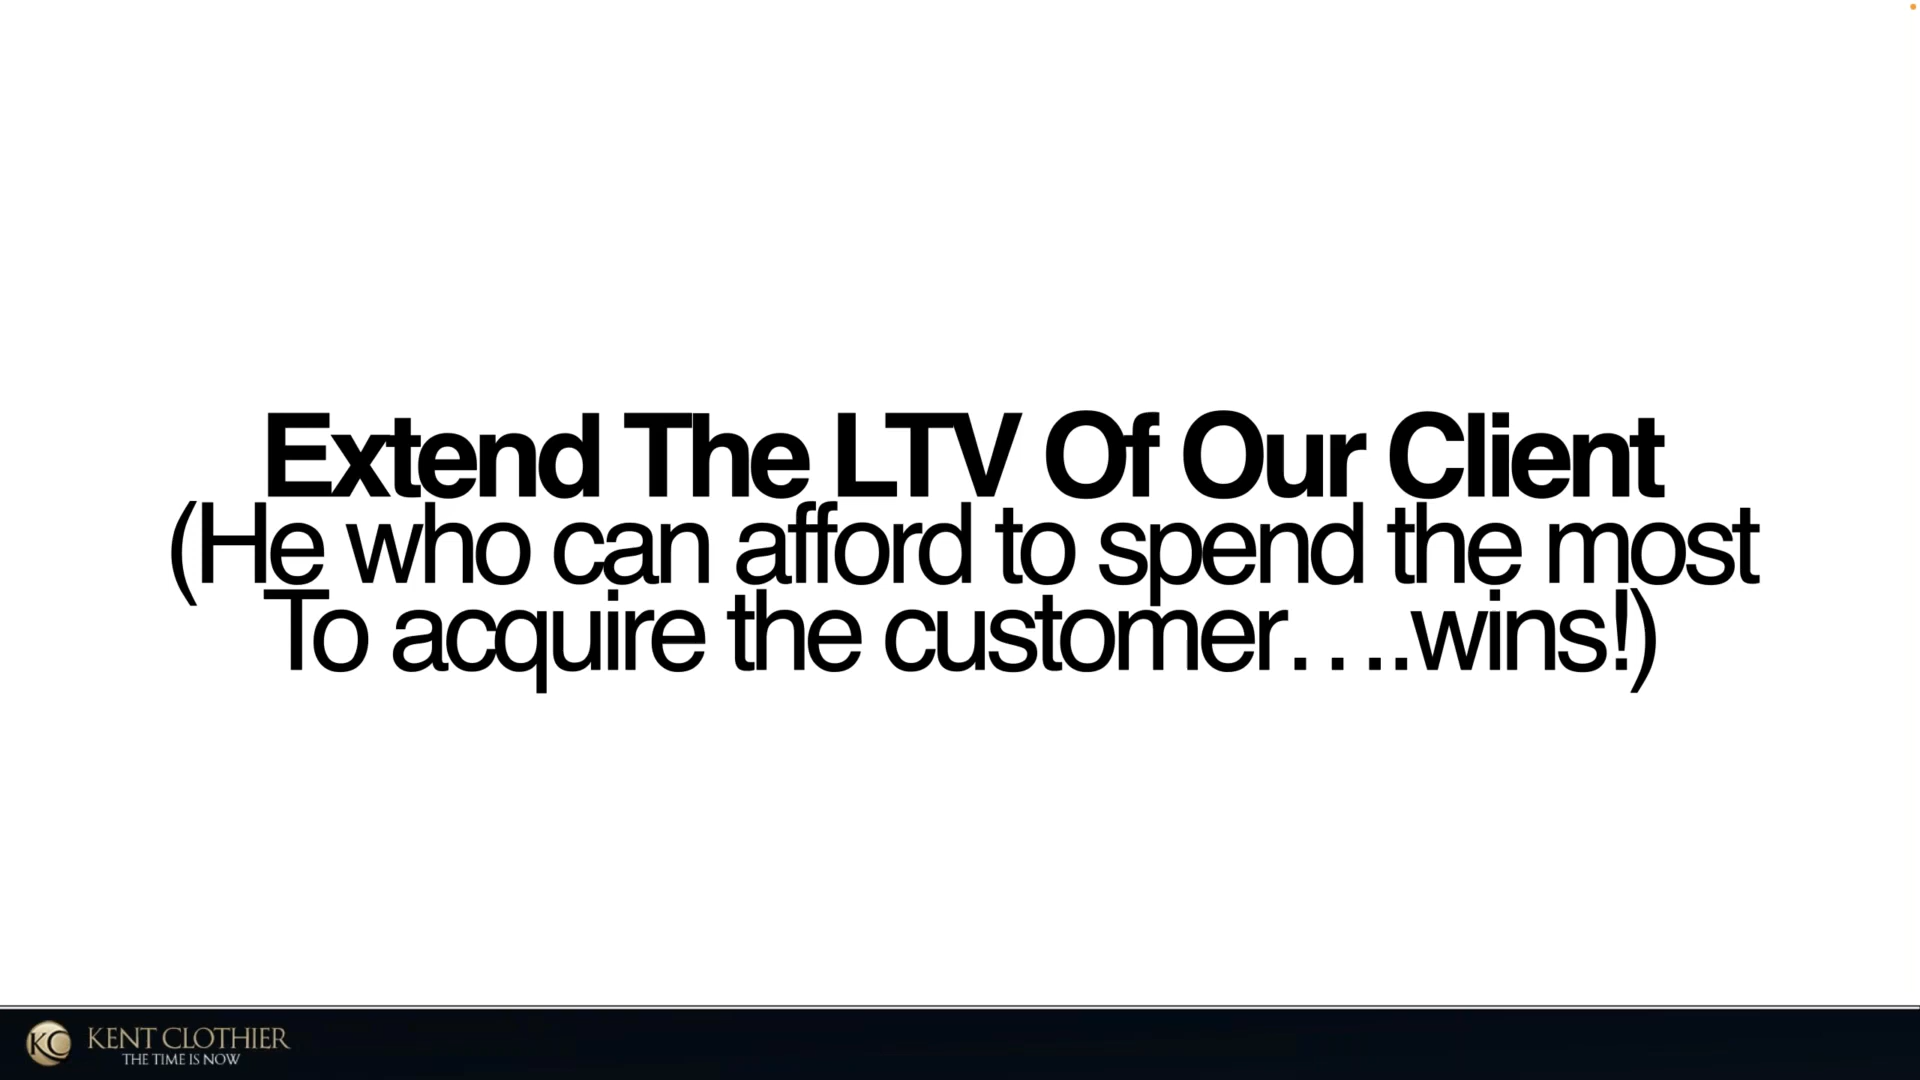 Extend The LTV Of Our Client
(He who can afford to spend the most
To acquire the customer…..wins!)
KC
KENT CLOTHIER
THE TIME IS NOW